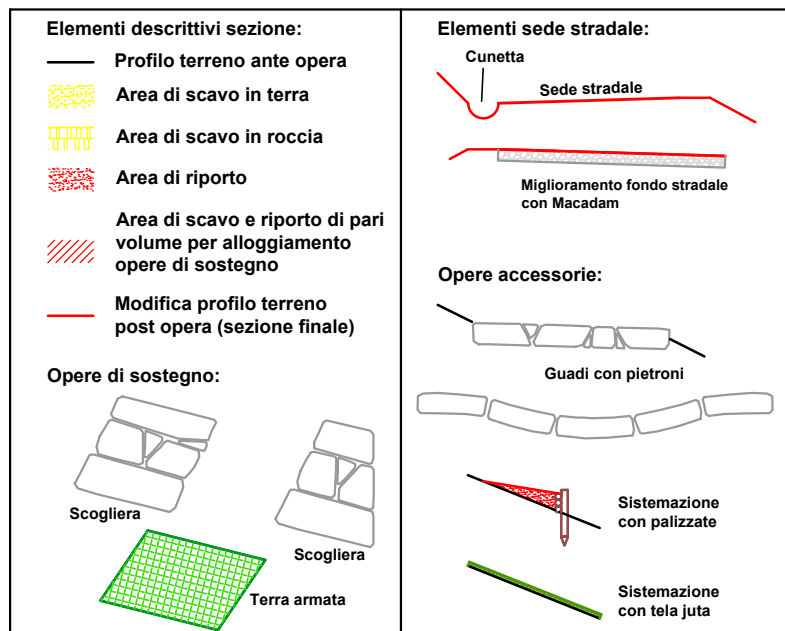 Elementi descrittivi sezione:
Profilo terreno ante opera
Area di scavo in terra
Area di scavo in roccia
Area di riporto
Area di scavo e riporto di pari
volume per alloggiamento
opere di sostegno
Modifica profilo terreno
post opera (sezione finale)
Opere di sostegno:
Scogliera
Scogliera
Terra armata
Elementi sede stradale:
Cunetta
Sede stradale
Miglioramento fondo stradale
con Macadam
Opere accessorie:
Guadi con pietroni
Sistemazione
con palizzate
Sistemazione
con tela juta